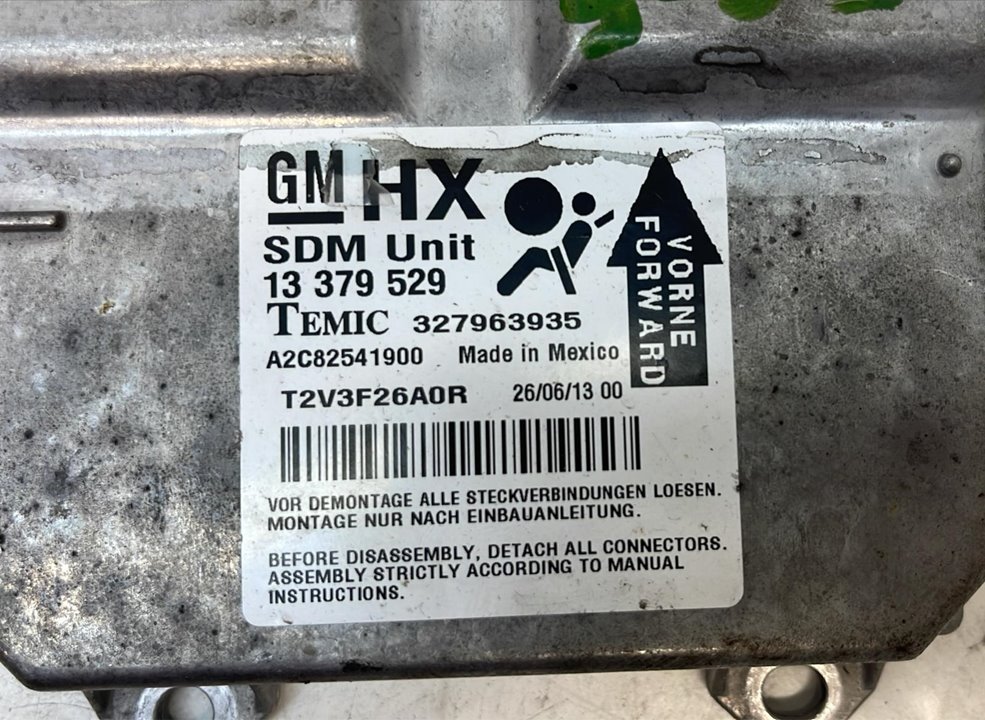 GM HX
SDM Unit
13 379 529
TEMIC 327963935
A2C82541900 Made in Mexico
T2V3F26A0R 26/06/13 00
VORNE
FORWARD
VOR DEMONTAGE ALLE STECKVERBINDUNGEN LOESEN.
MONTAGE NUR NACH EINBAUANLEITUNG.
BEFORE DISASSEMBLY, DETACH ALL CONNECTORS.
ASSEMBLY STRICTLY ACCORDING TO MANUAL
INSTRUCTIONS.